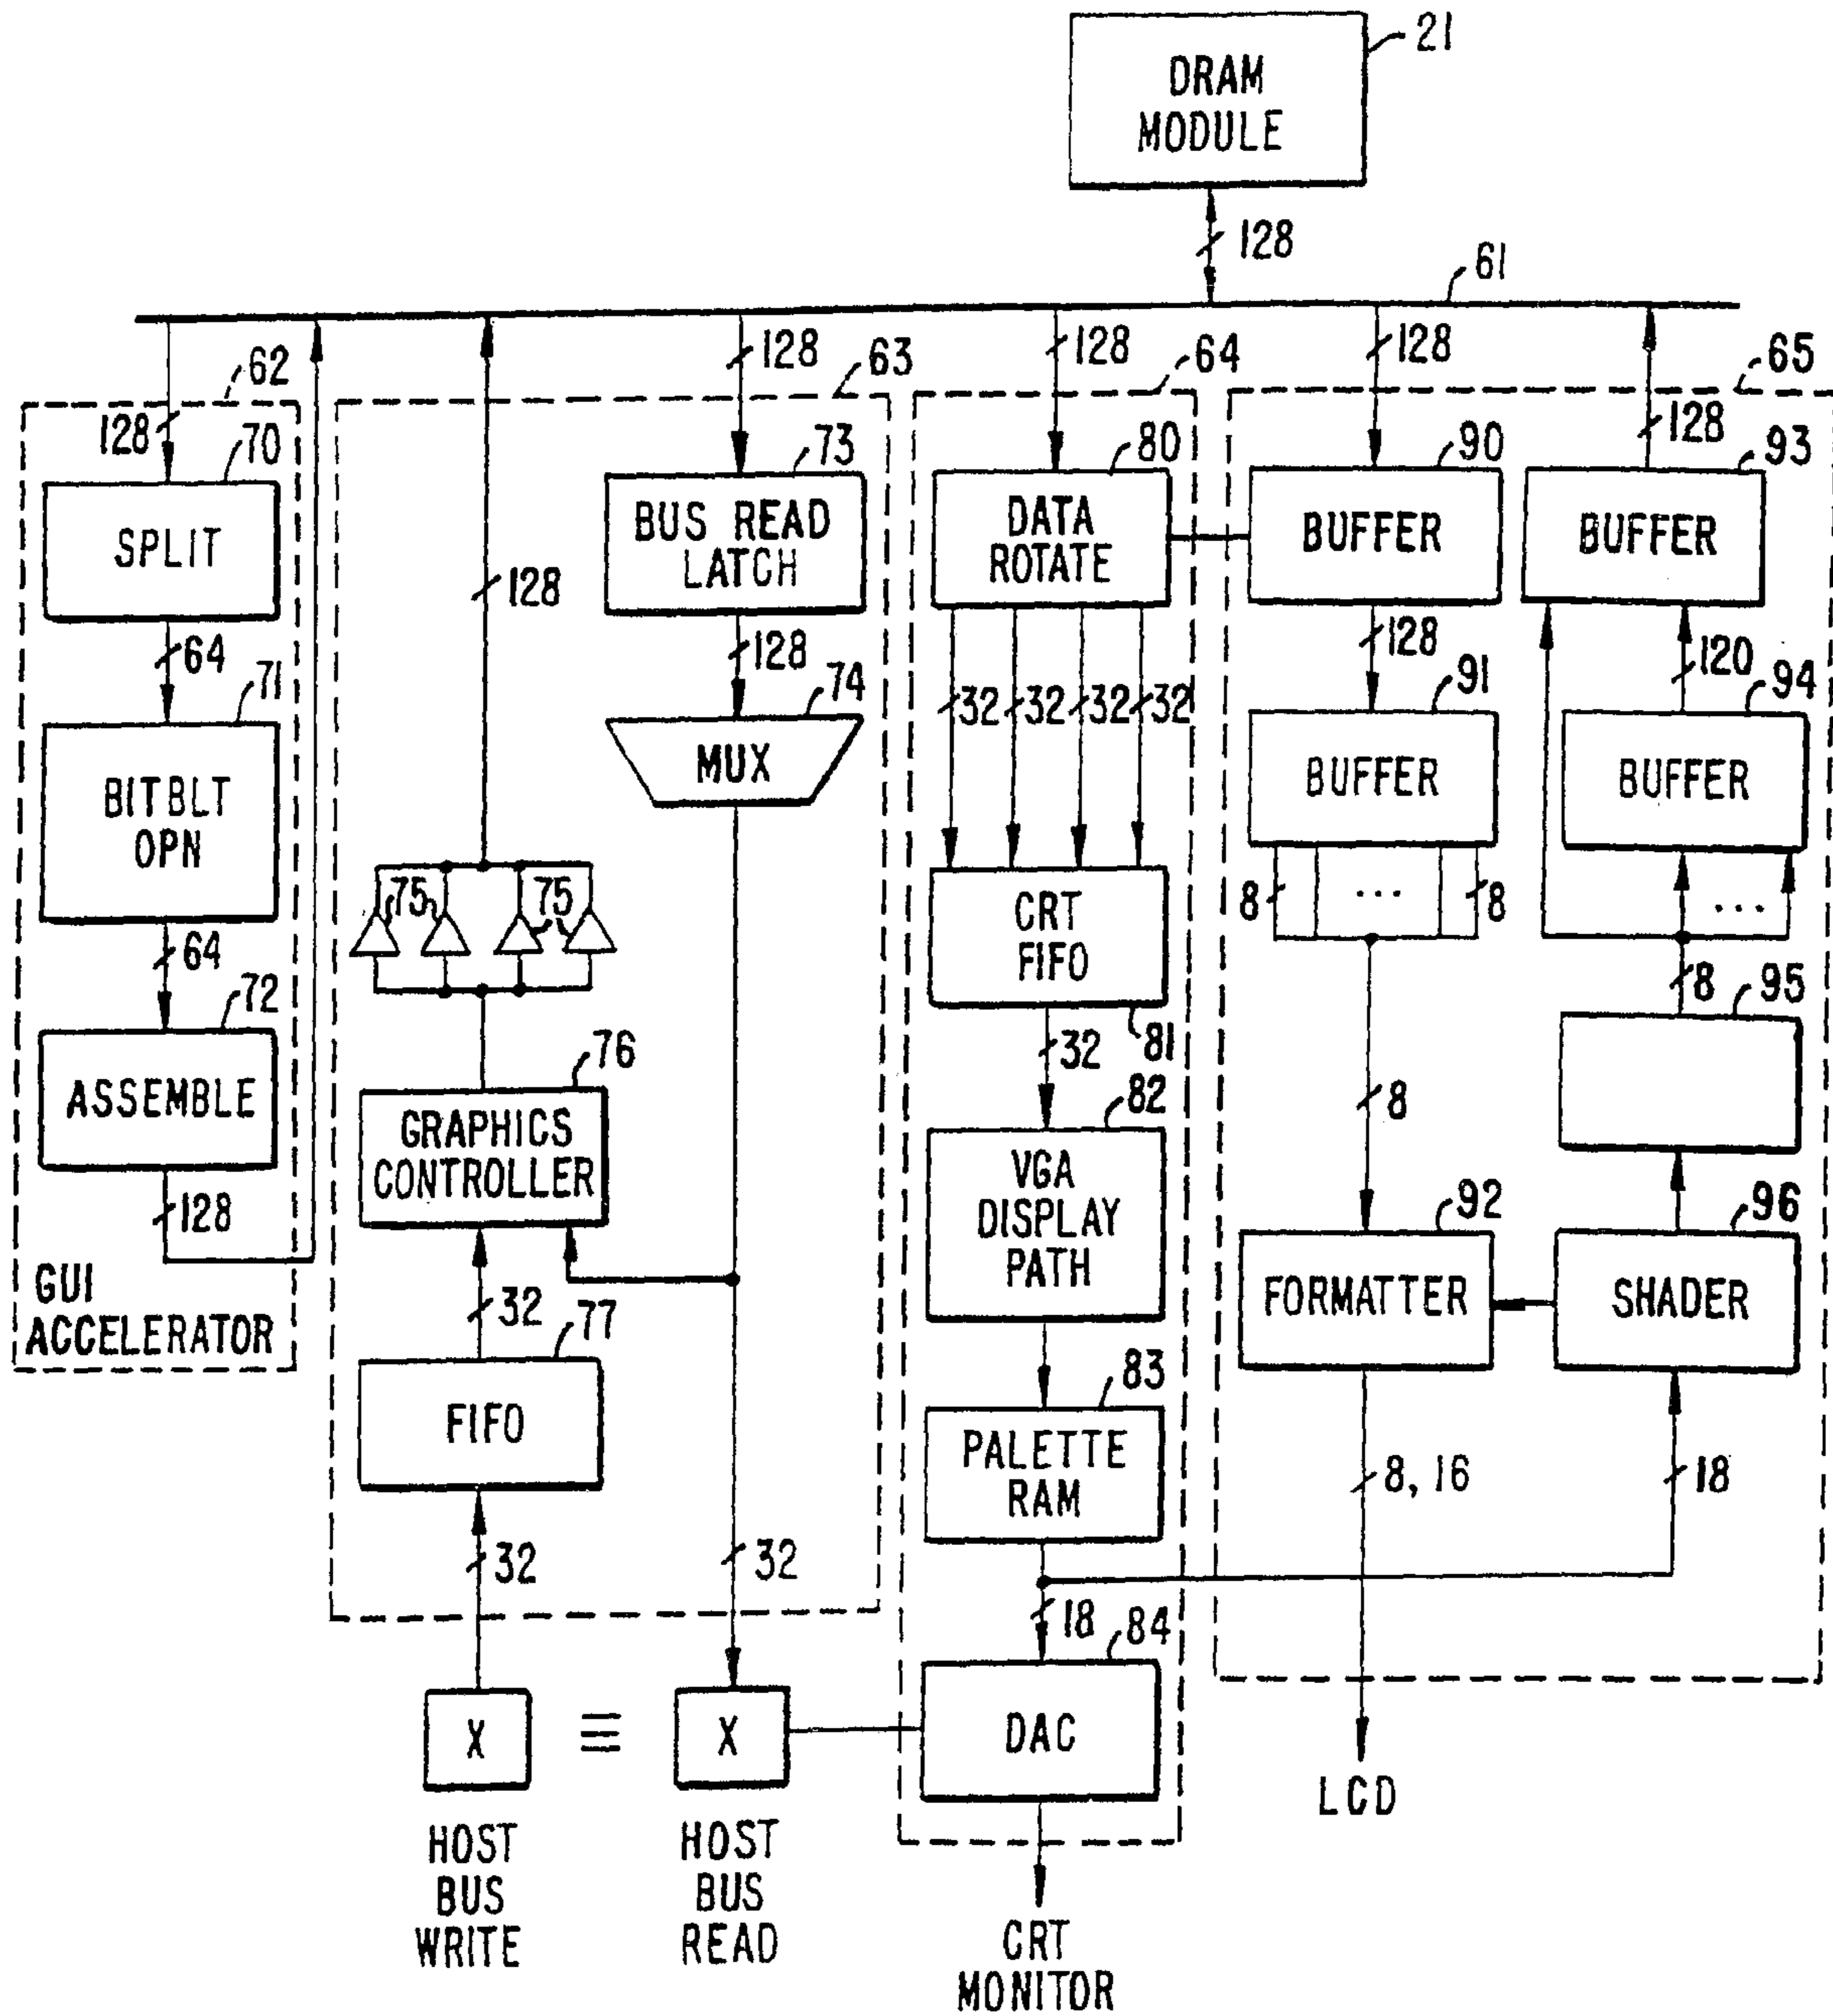 21
DRAM
MODULE
128
61
128
128
128
62
63
64
65
128
128
70
73
80
90
93
SPLIT
BUS READ
LATCH
DATA
ROTATE
BUFFER
BUFFER
128
64
128
128
120
71
74
32
32
32
32
91
94
BITBLT
OPN
MUX
BUFFER
BUFFER
75
75
CRT
FIFO
8
...
8
...
64
8
95
72
81
32
ASSEMBLE
76
82
8
GRAPHICS
CONTROLLER
VGA
DISPLAY
PATH
128
92
96
GUI
ACCELERATOR
32
77
FORMATTER
SHADER
83
FIFO
PALETTE
RAM
8, 16
18
32
32
18
84
X
≡
X
DAC
LCD
HOST
BUS
WRITE
HOST
BUS
READ
CRT
MONITOR